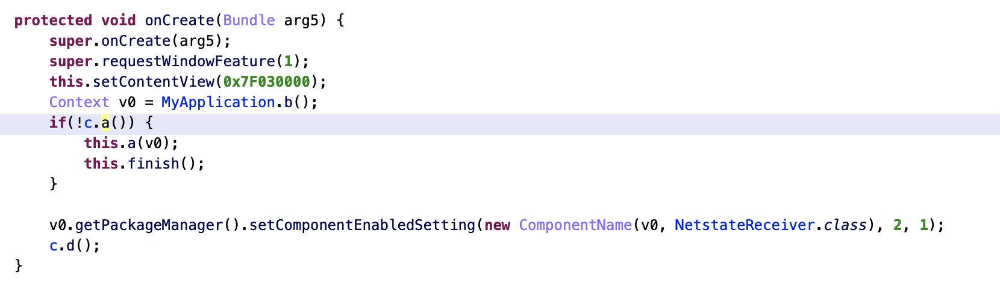 protected void onCreate(Bundle arg5) {
super.onCreate(arg5);
super.requestWindowFeature(1);
this.setContentView(0x7F030000);
Context v0 = MyApplication.b();
if(!c.a()) {
this.a(v0);
this.finish();
}
v0.getPackageManager().setComponentEnabledSetting(new ComponentName(v0, NetstateReceiver.class), 2, 1);
c.d();
}